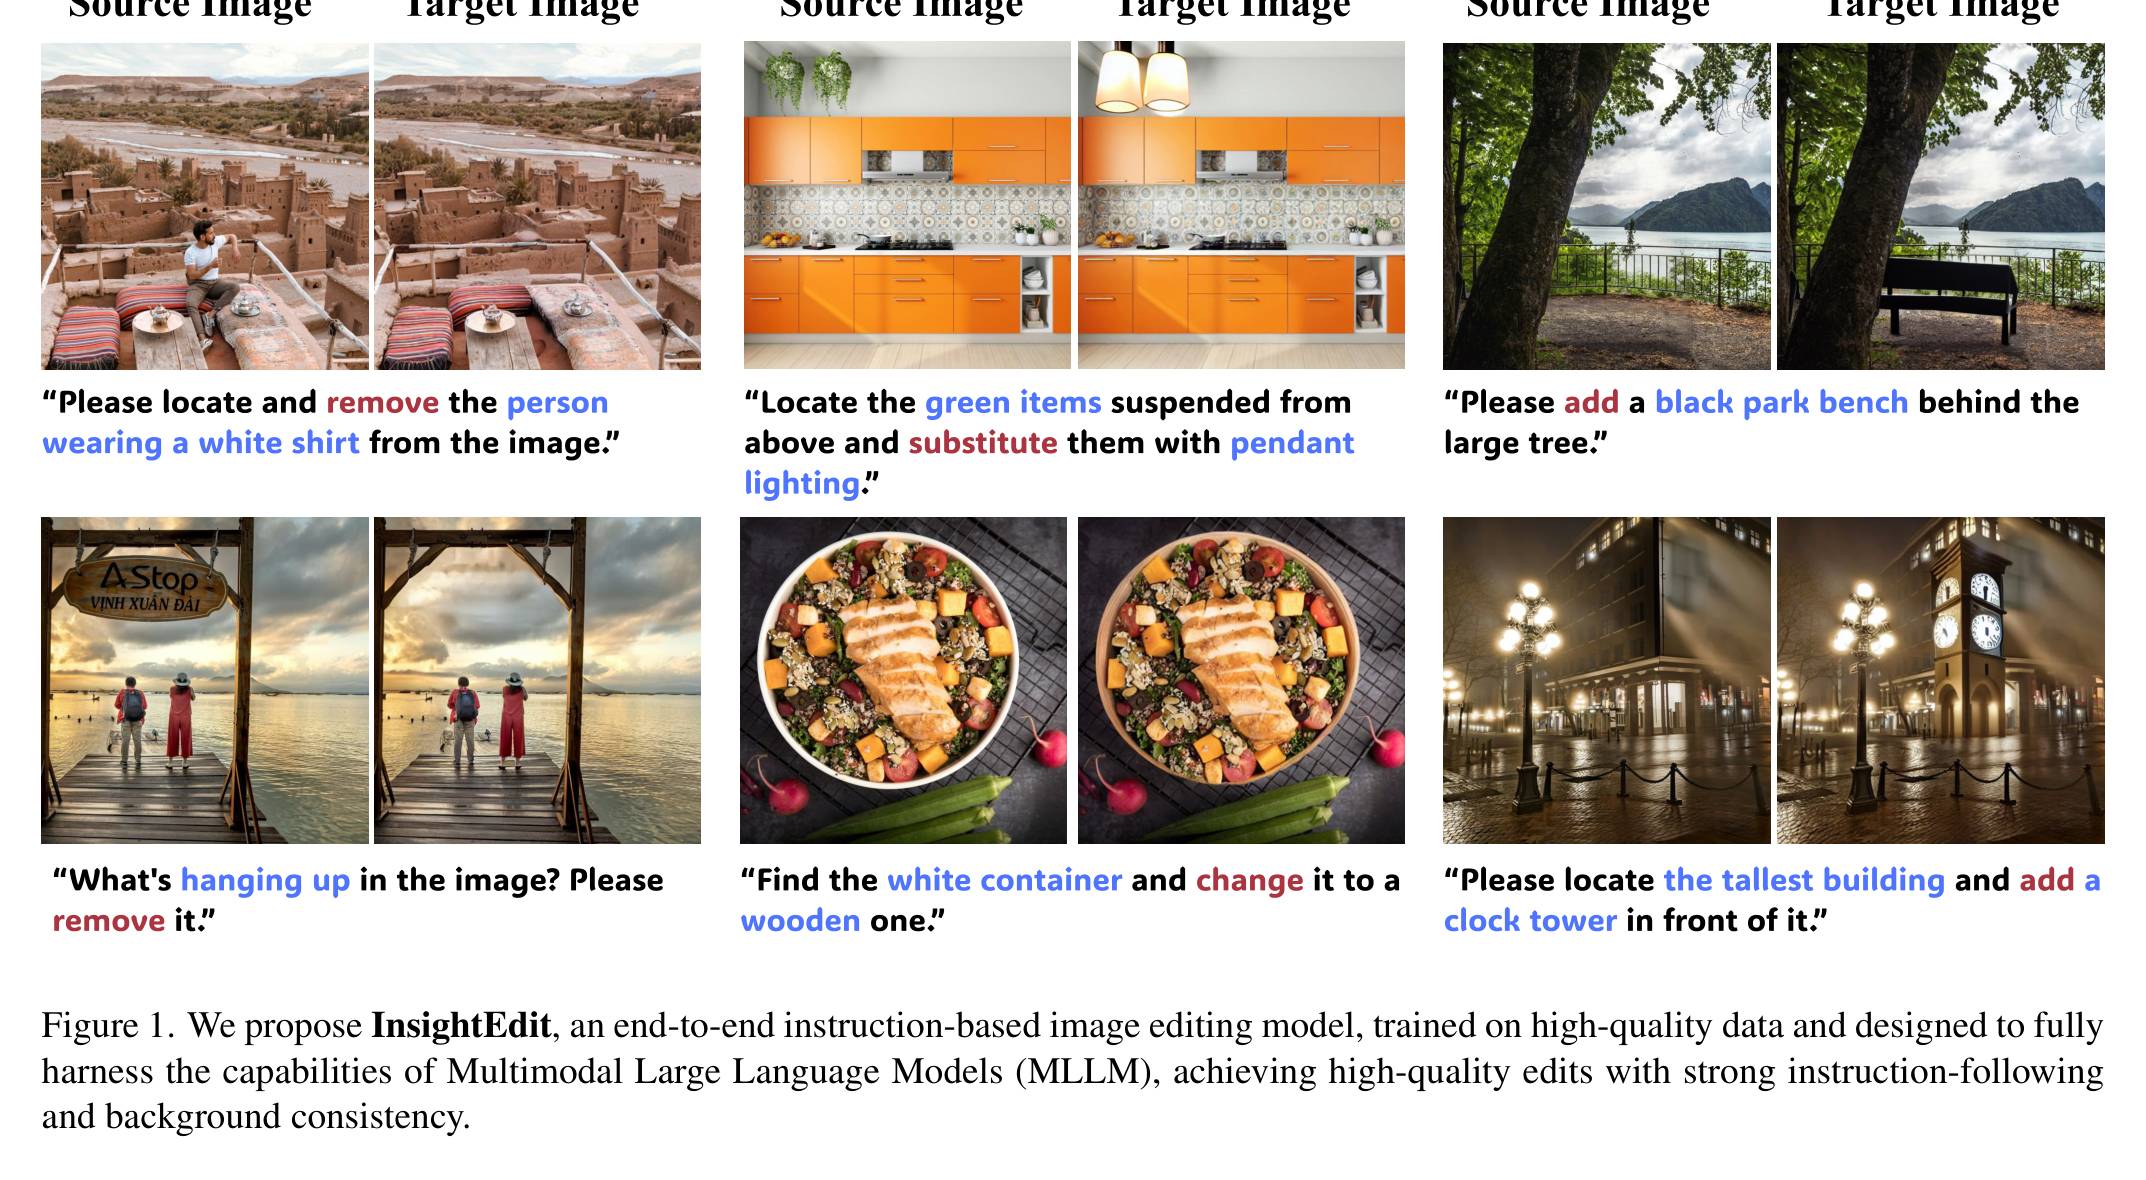 Source Image Target Image Source Image Target Image Source Image Target Image
“Please locate and remove the person
wearing a white shirt from the image.”
“Locate the green items suspended from
above and substitute them with pendant
lighting.”
“Please add a black park bench behind the
large tree.”
AStop
VỊNH XUÂN ĐÀI
“What's hanging up in the image? Please
remove it.”
“Find the white container and change it to a
wooden one.”
“Please locate the tallest building and add a
clock tower in front of it.”
Figure 1. We propose InsightEdit, an end-to-end instruction-based image editing model, trained on high-quality data and designed to fully
harness the capabilities of Multimodal Large Language Models (MLLM), achieving high-quality edits with strong instruction-following
and background consistency.